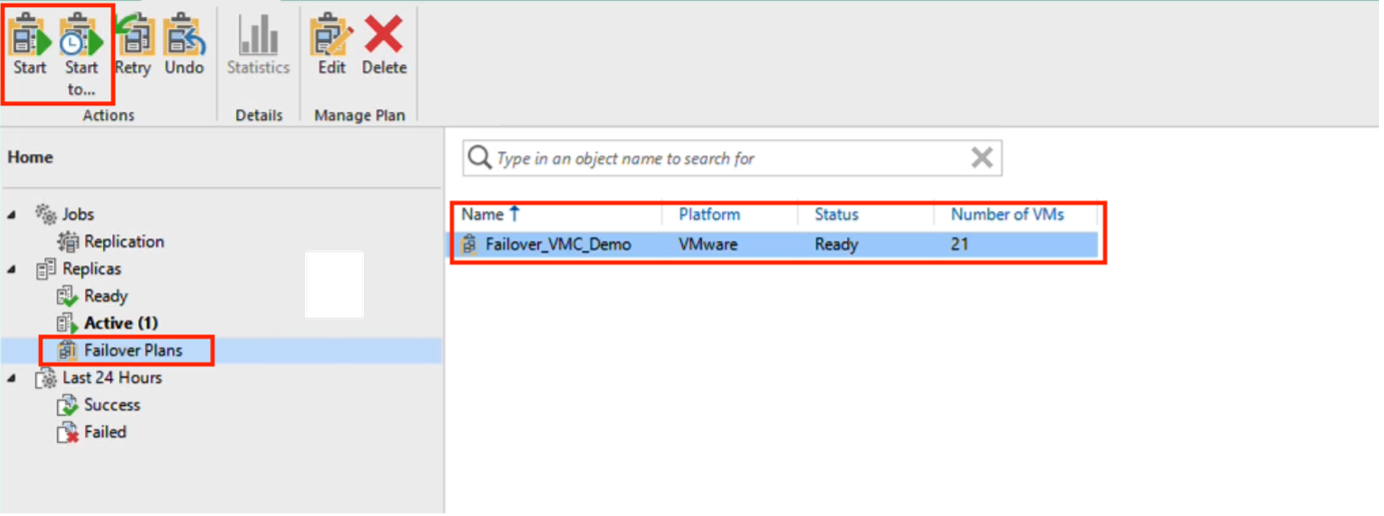 Start Start Retry Undo Statistics Edit Delete
to...
Actions Details Manage Plan
Home
Type in an object name to search for
Jobs
Replication
Replicas
Ready
Active (1)
Failover Plans
Last 24 Hours
Success
Failed
Name Platform Status Number of VMs
Failover_VMC_Demo VMware Ready 21